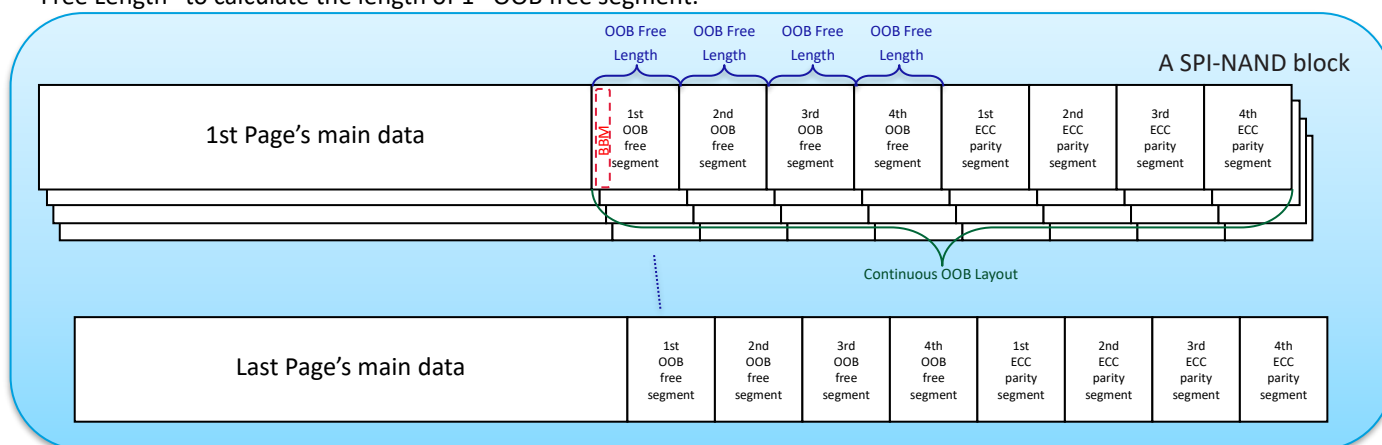 Free Length" to calculate the length of 1st OOB free segment.
OOB Free Length
OOB Free Length
OOB Free Length
OOB Free Length
A SPI-NAND block
1st Page's main data
BBM
1st OOB free segment
2nd OOB free segment
3rd OOB free segment
4th OOB free segment
1st ECC parity segment
2nd ECC parity segment
3rd ECC parity segment
4th ECC parity segment
Continuous OOB Layout
Last Page's main data
1st OOB free segment
2nd OOB free segment
3rd OOB free segment
4th OOB free segment
1st ECC parity segment
2nd ECC parity segment
3rd ECC parity segment
4th ECC parity segment